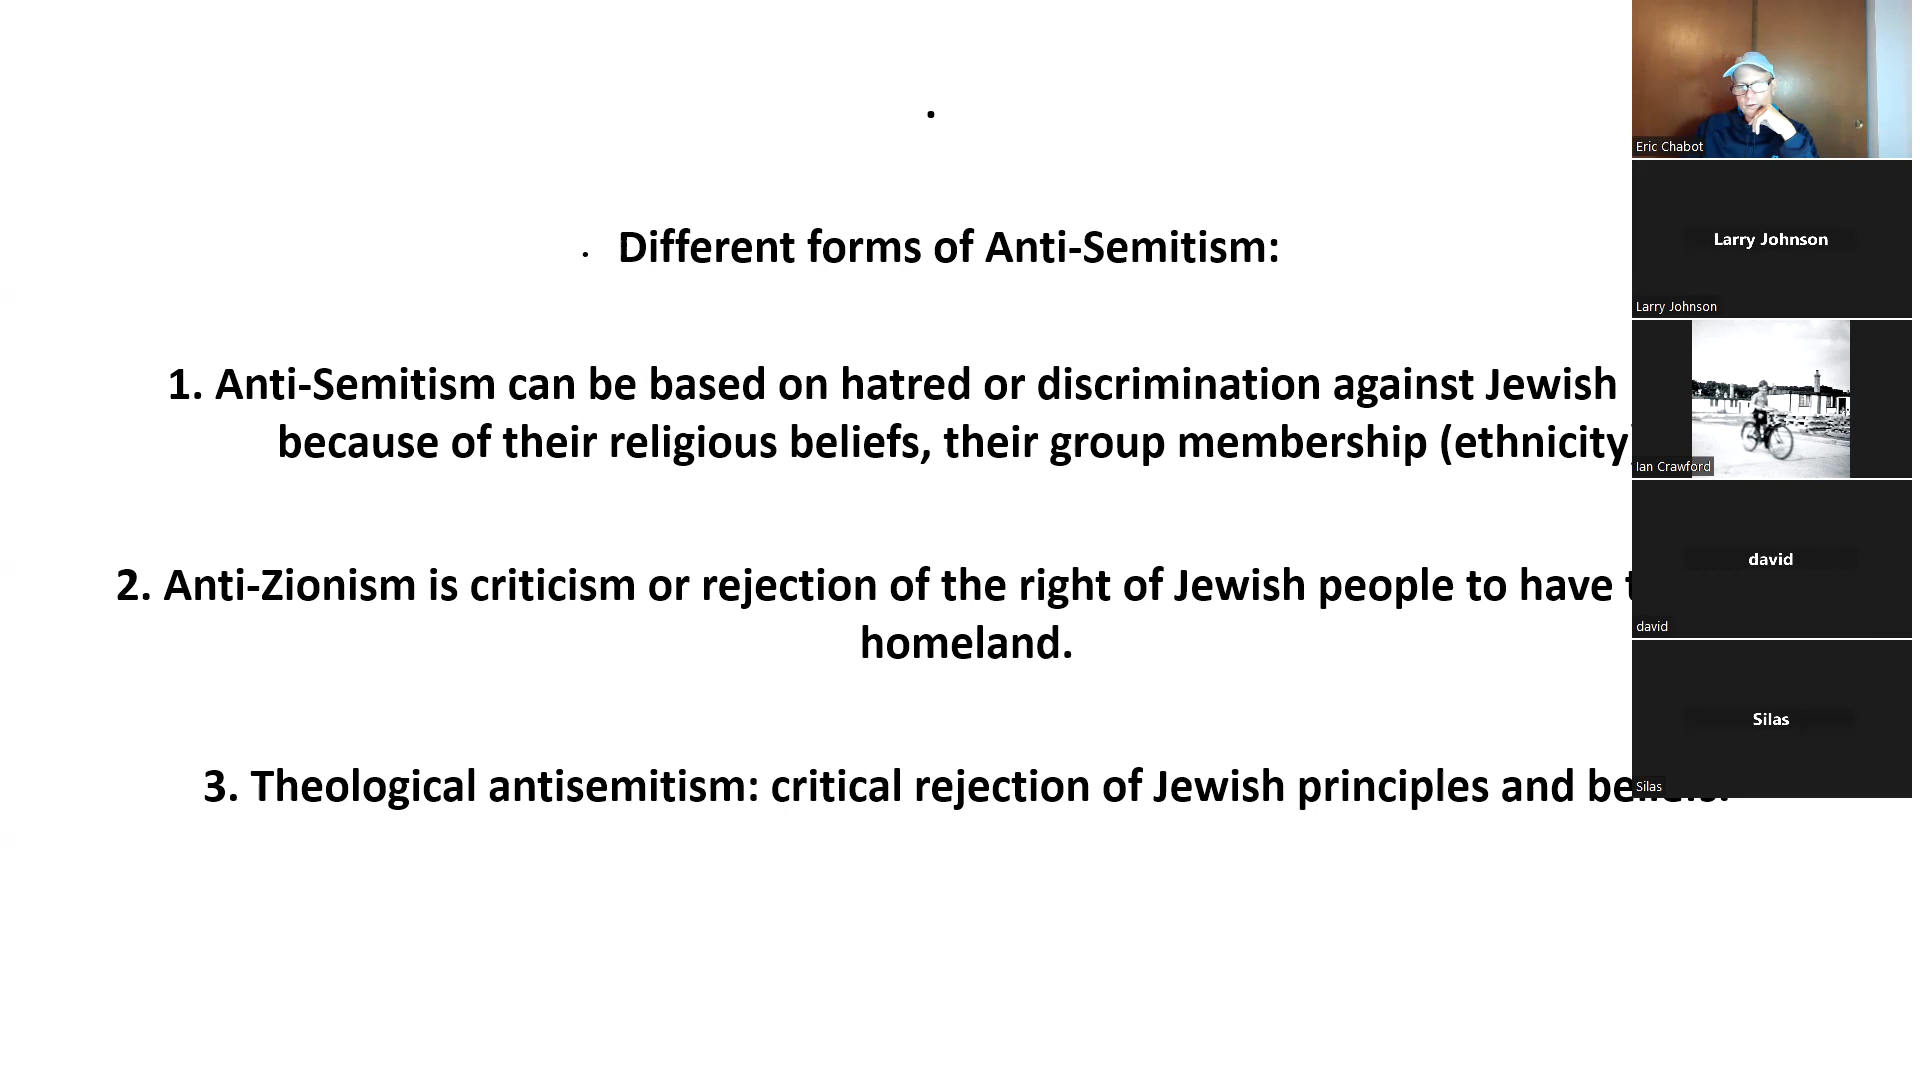 Different forms of Anti-Semitism:
1. Anti-Semitism can be based on hatred or discrimination against Jewish
because of their religious beliefs, their group membership (ethnicity
2. Anti-Zionism is criticism or rejection of the right of Jewish people to have
homeland.
3. Theological antisemitism: critical rejection of Jewish principles and
Eric Chabot
Larry Johnson
Larry Johnson
Ian Crawford
david
david
Silas
Silas